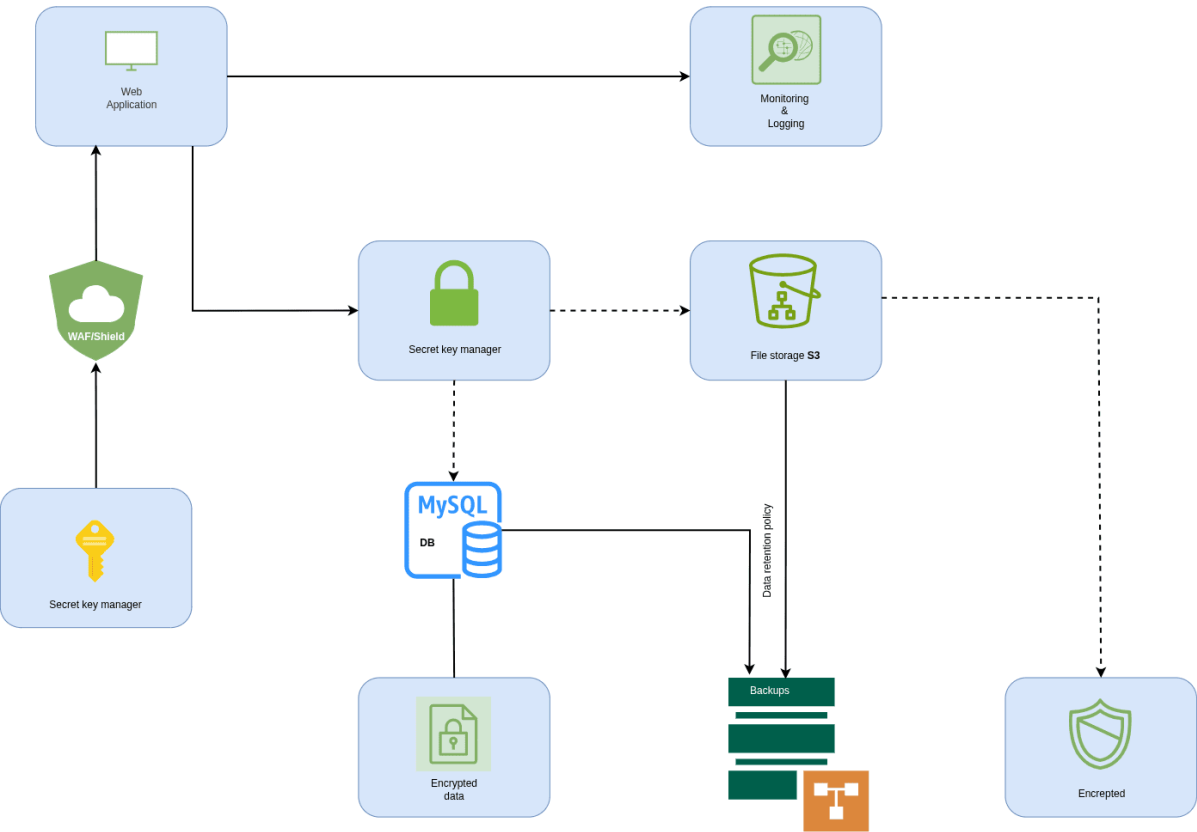 Web
Application
Monitoring
&
Logging
WAF/Shield
Secret key manager
File storage S3
Secret key manager
MySQL
DB
Data retention policy
Backups
Encrypted
data
Encrepted